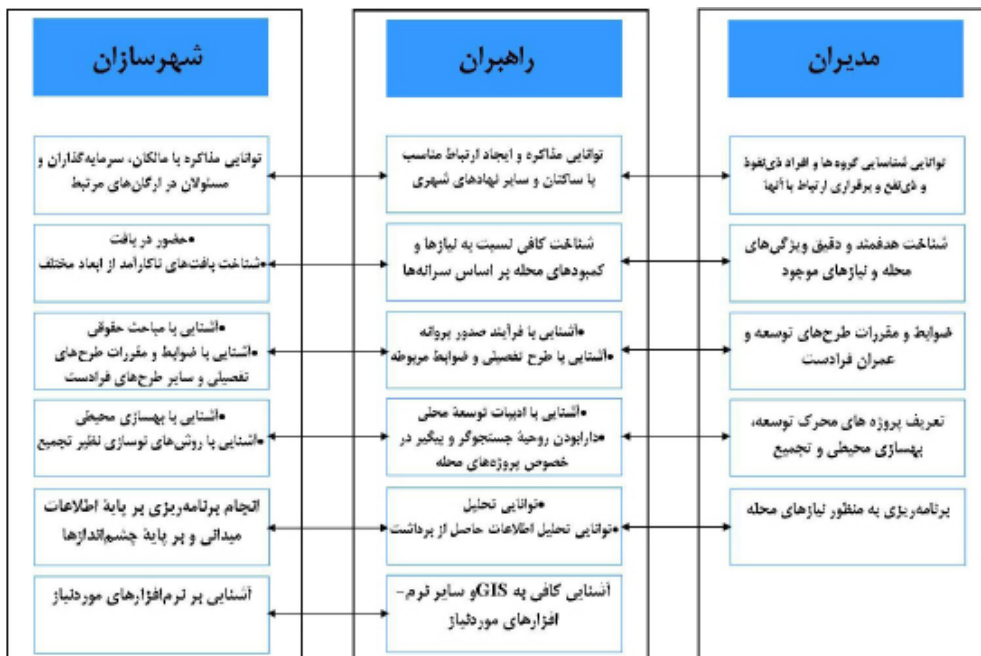 مدیران
توانایی شناسایی گروه ها و افراد ذی‌نفوذ
و ذی‌نفع و برقراری ارتباط با آنها
شناخت هدفمند و دقیق ویژگی‌های
محله و نیازهای موجود
ضوابط و مقررات طرح‌های توسعه و
عمران فرادست
تعریف پروژه های محرک توسعه،
بهسازی محیطی و تجمیع
برنامه‌ریزی به منظور نیازهای محله
راهبران
توانایی مذاکره و ایجاد ارتباط مناسب
با ساکنان و سایر نهادهای شهری
شناخت کافی نسبت به نیازها و
کمبودهای محله بر اساس سرانه‌ها
•آشنایی با فرآیند صدور پروانه
•آشنایی با طرح تفصیلی و ضوابط مربوطه
•آشنایی با ادبیات توسعۀ محلی
•دارابودن روحیۀ جستجوگر و پیگیر در
خصوص پروژه‌های محله
•توانایی تحلیل
•توانایی تحلیل اطلاعات حاصل از برداشت
آشنایی کافی به GIS و سایر نرم-
افزارهای موردنیاز
شهرسازان
توانایی مذاکره با مالکان، سرمایه‌گذاران و
مسئولان در ارگان‌های مرتبط
•حضور در بافت
•شناخت بافت‌های ناکارآمد از ابعاد مختلف
•آشنایی با مباحث حقوقی
•آشنایی با ضوابط و مقررات طرح‌های
تفصیلی و سایر طرح‌های فرادست
•آشنایی با بهسازی محیطی
•آشنایی با روش‌های نوسازی نظیر تجمیع
انجام برنامه‌ریزی بر پایۀ اطلاعات
میدانی و بر پایۀ چشم‌اندازها
آشنایی بر نرم‌افزارهای موردنیاز